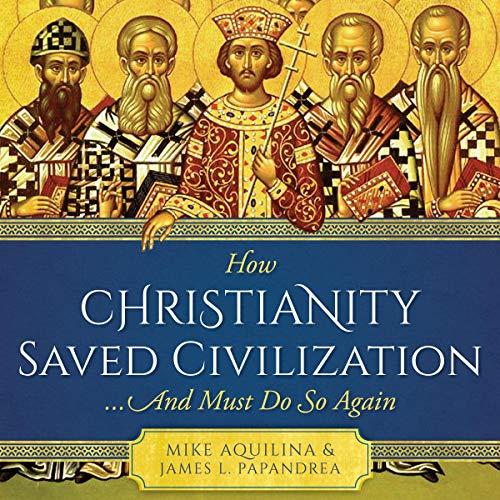 How
CHRISTIANITY
SAVED CIVILIZATION
...And Must Do So Again
MIKE AQUILINA &
JAMES L. PAPANDREA